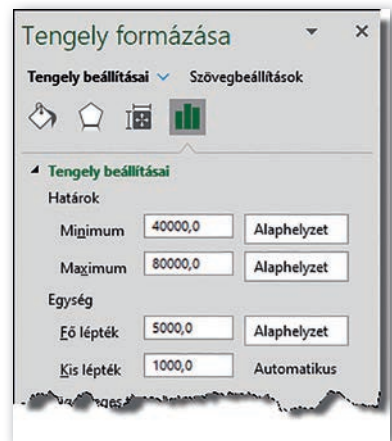 Tengely formázása
Tengely beállításai Szövegbeállítások
Tengely beállításai
Határok
Minimum 40000,0 Alaphelyzet
Maximum 80000,0 Alaphelyzet
Egység
Fő lépték 5000,0 Alaphelyzet
Kis lépték 1000,0 Automatikus